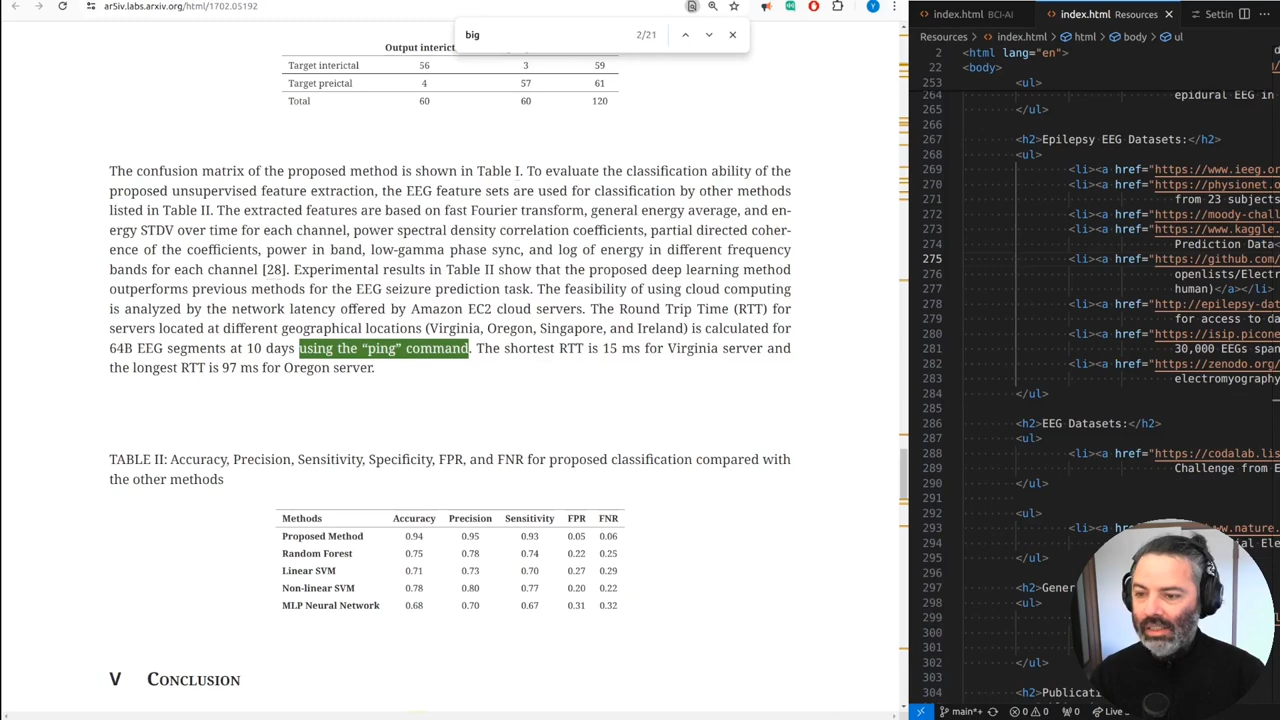 ar5iv.labs.arxiv.org/html/1702.05192
big
2/21
Output interict
Target interictal 56 3 59
Target preictal 4 57 61
Total 60 60 120
The confusion matrix of the proposed method is shown in Table I. To evaluate the classification ability of the
proposed unsupervised feature extraction, the EEG feature sets are used for classification by other methods
listed in Table II. The extracted features are based on fast Fourier transform, general energy average, and en-
ergy STDV over time for each channel, power spectral density correlation coefficients, partial directed coher-
ence of the coefficients, power in band, low-gamma phase sync, and log of energy in different frequency
bands for each channel [28]. Experimental results in Table II show that the proposed deep learning method
outperforms previous methods for the EEG seizure prediction task. The feasibility of using cloud computing
is analyzed by the network latency offered by Amazon EC2 cloud servers. The Round Trip Time (RTT) for
servers located at different geographical locations (Virginia, Oregon, Singapore, and Ireland) is calculated for
64B EEG segments at 10 days using the “ping” command. The shortest RTT is 15 ms for Virginia server and
the longest RTT is 97 ms for Oregon server.
TABLE II: Accuracy, Precision, Sensitivity, Specificity, FPR, and FNR for proposed classification compared with
the other methods
Methods Accuracy Precision Sensitivity FPR FNR
Proposed Method 0.94 0.95 0.93 0.05 0.06
Random Forest 0.75 0.78 0.74 0.22 0.25
Linear SVM 0.71 0.73 0.70 0.27 0.29
Non-linear SVM 0.78 0.80 0.77 0.20 0.22
MLP Neural Network 0.68 0.70 0.67 0.31 0.32
V CONCLUSION
index.html BCI-AI index.html Resources Settin
Resources > index.html > html > body > ul
2 <html lang="en">
22 <body>
253 <ul>
264 epidural EEG in
265 </ul>
266
267 <h2>Epilepsy EEG Datasets:</h2>
268 <ul>
269 <li><a href="https://www.ieeg.or
270 <li><a href="https://physionet.o
271 from 23 subjects
272 <li><a href="https://moody-chal
273 <li><a href="https://www.kaggle.
274 Prediction Data<
275 <li><a href="https://github.com/
276 openlists/Electr
277 human)</a></li>
278 <li><a href="http://epilepsy-dat
279 for access to da
280 <li><a href="https://isip.picone
281 30,000 EEGs span
282 <li><a href="https://zenodo.org/
283 electromyography
284 </ul>
285
286 <h2>EEG Datasets:</h2>
287 <ul>
288 <li><a href="https://codalab.lis
289 Challenge from E
290 </ul>
291
292 <ul>
293 <li> w.nature.
294 ial Ele
295 </ul>
296
297 <h2>Gener
298 <ul>
299
300
301
302 </ul>
303
304 <h2>Publicati
main*+ 0 0 0 Live